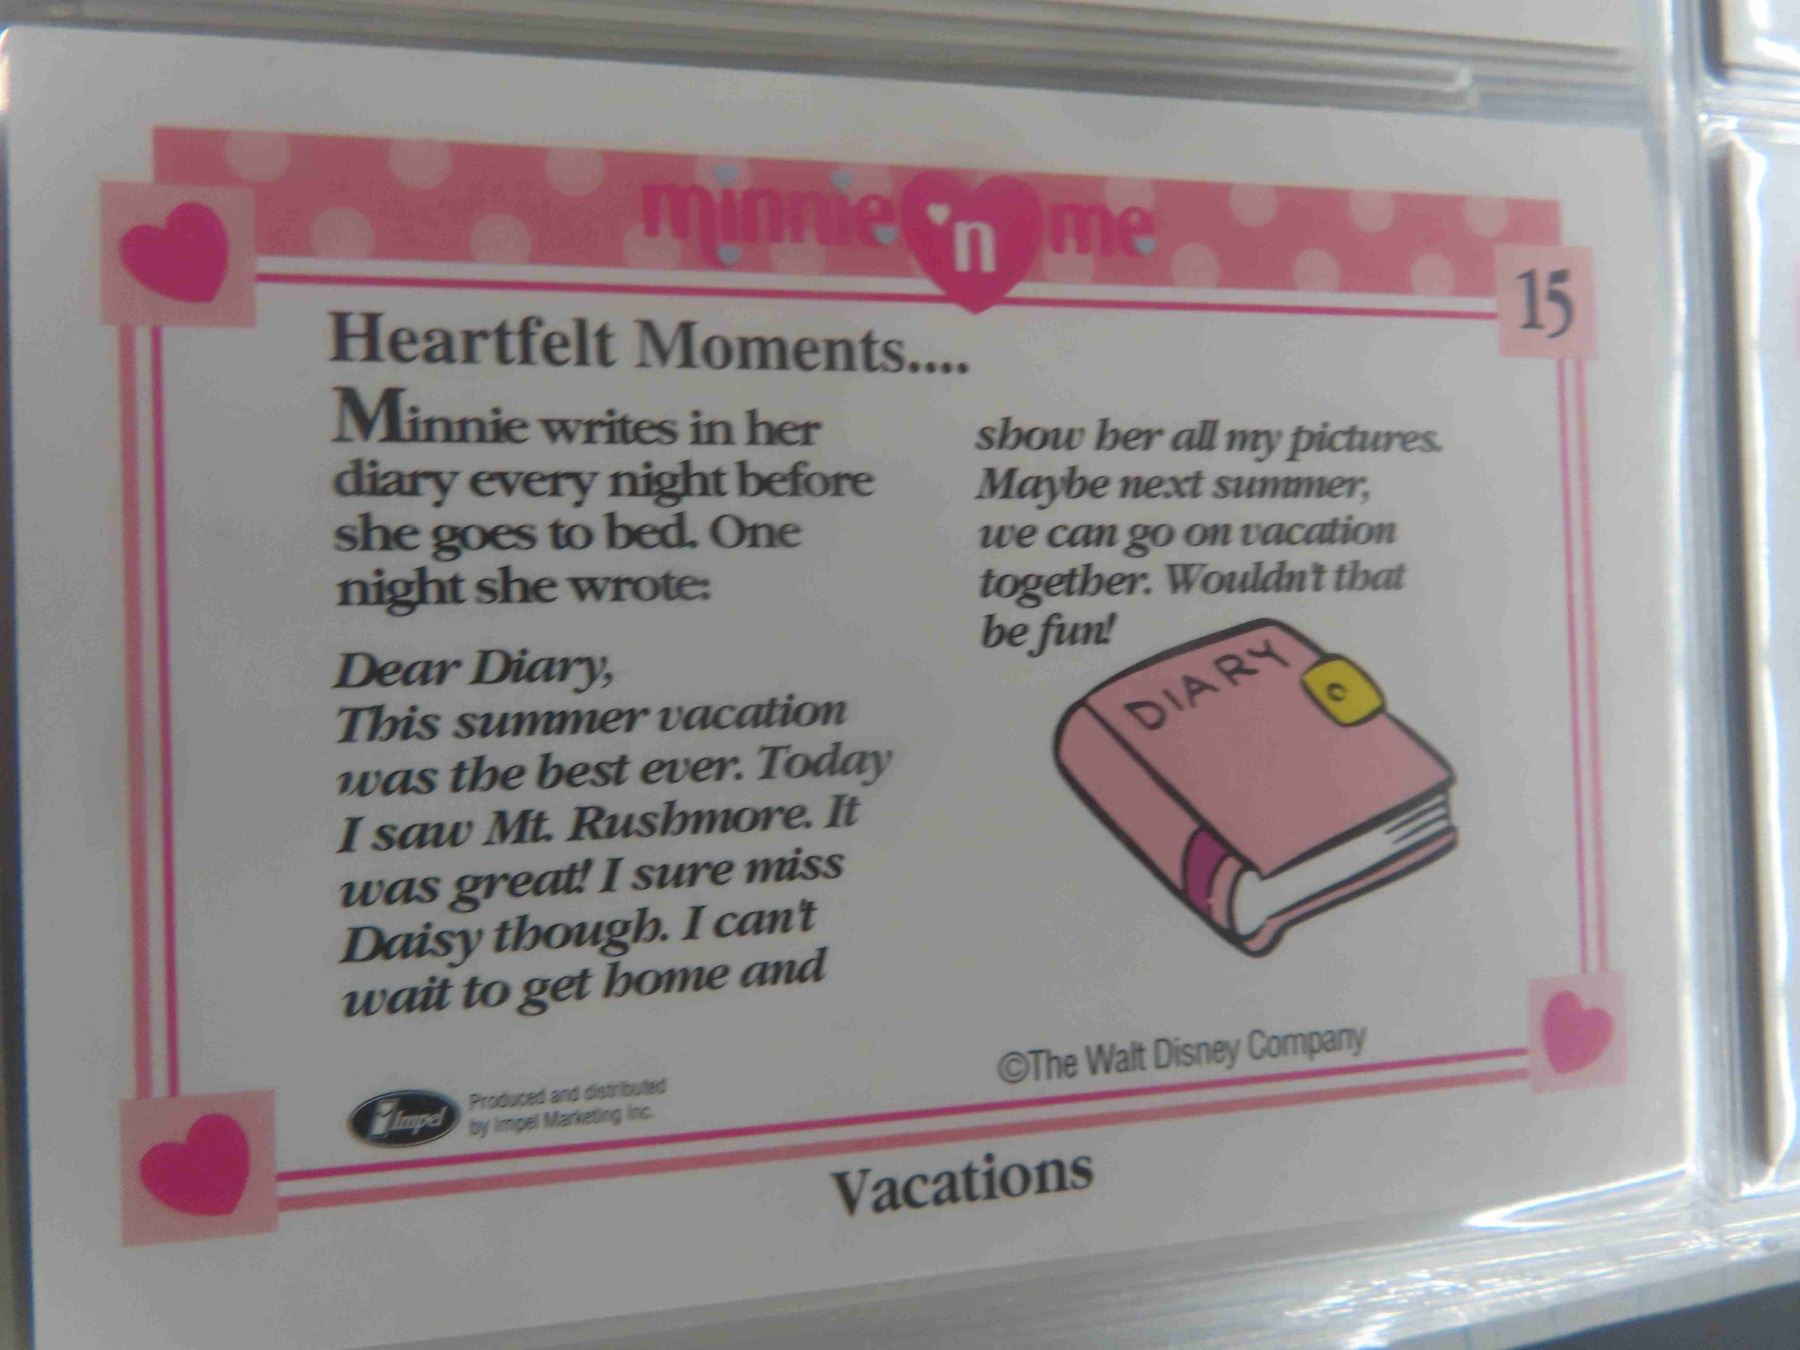 minnie 'n me
15
Heartfelt Moments....
Minnie writes in her
diary every night before
she goes to bed. One
night she wrote:
Dear Diary,
This summer vacation
was the best ever. Today
I saw Mt. Rushmore. It
was great! I sure miss
Daisy though. I can't
wait to get home and
show her all my pictures.
Maybe next summer,
we can go on vacation
together. Wouldn't that
be fun!
DIARY
©The Walt Disney Company
Impel
Produced and distributed
by Impel Marketing Inc.
Vacations